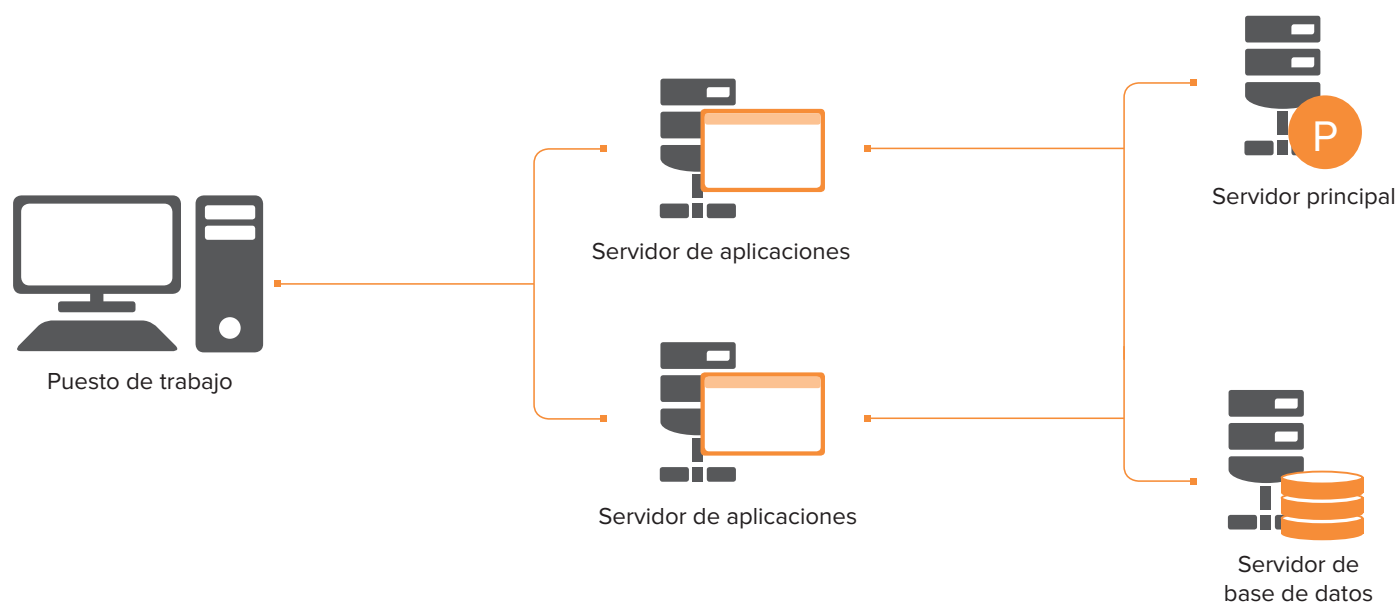 P
Servidor principal
Servidor de aplicaciones
Puesto de trabajo
Servidor de aplicaciones
Servidor de
base de datos